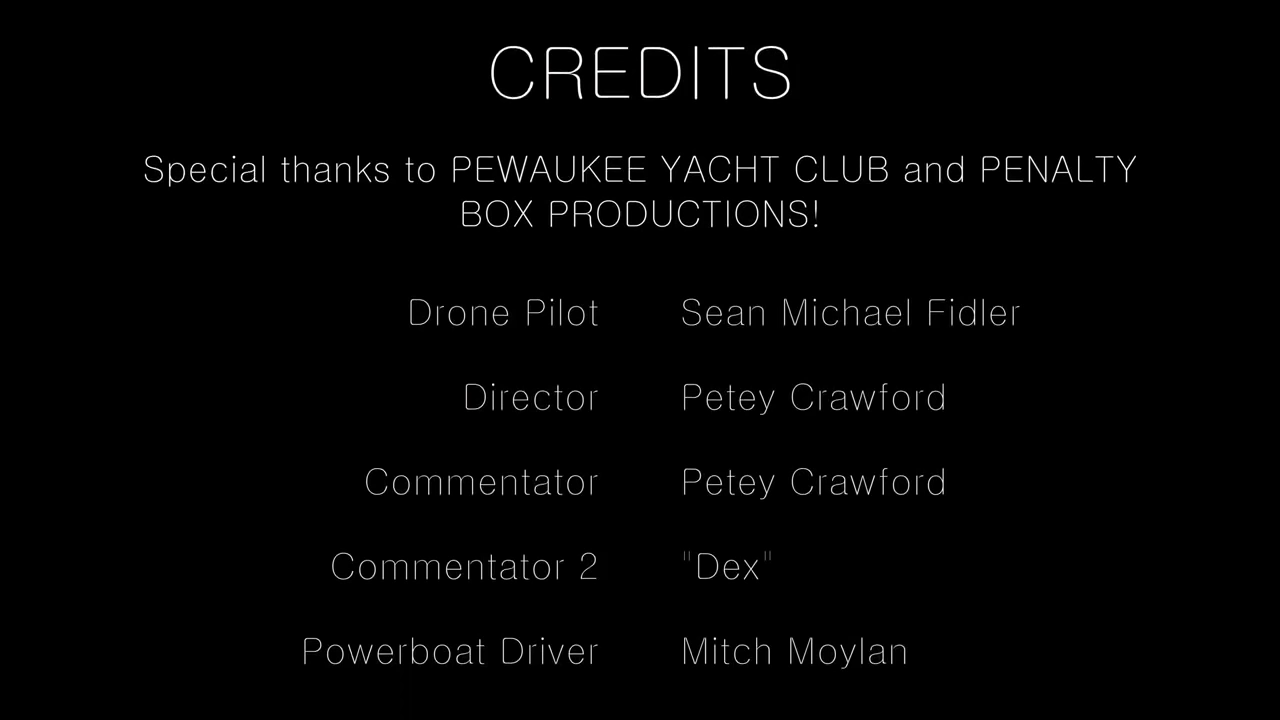 CREDITS
Special thanks to PEWAUKEE YACHT CLUB and PENALTY
BOX PRODUCTIONS!
Drone Pilot Sean Michael Fidler
Director Petey Crawford
Commentator Petey Crawford
Commentator 2 "Dex"
Powerboat Driver Mitch Moylan